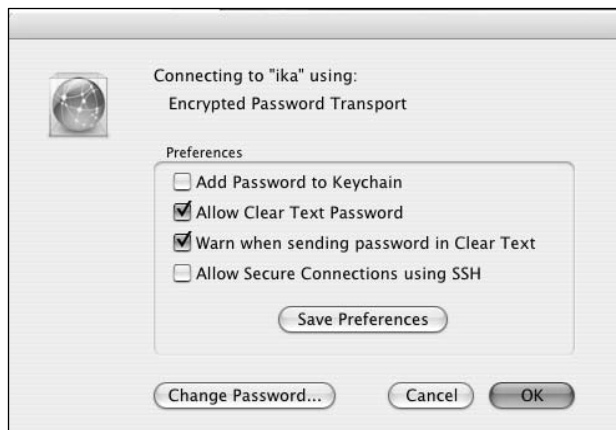 Connecting to "ika" using:
Encrypted Password Transport
Preferences
Add Password to Keychain
Allow Clear Text Password
Warn when sending password in Clear Text
Allow Secure Connections using SSH
Save Preferences
Change Password...
Cancel
OK